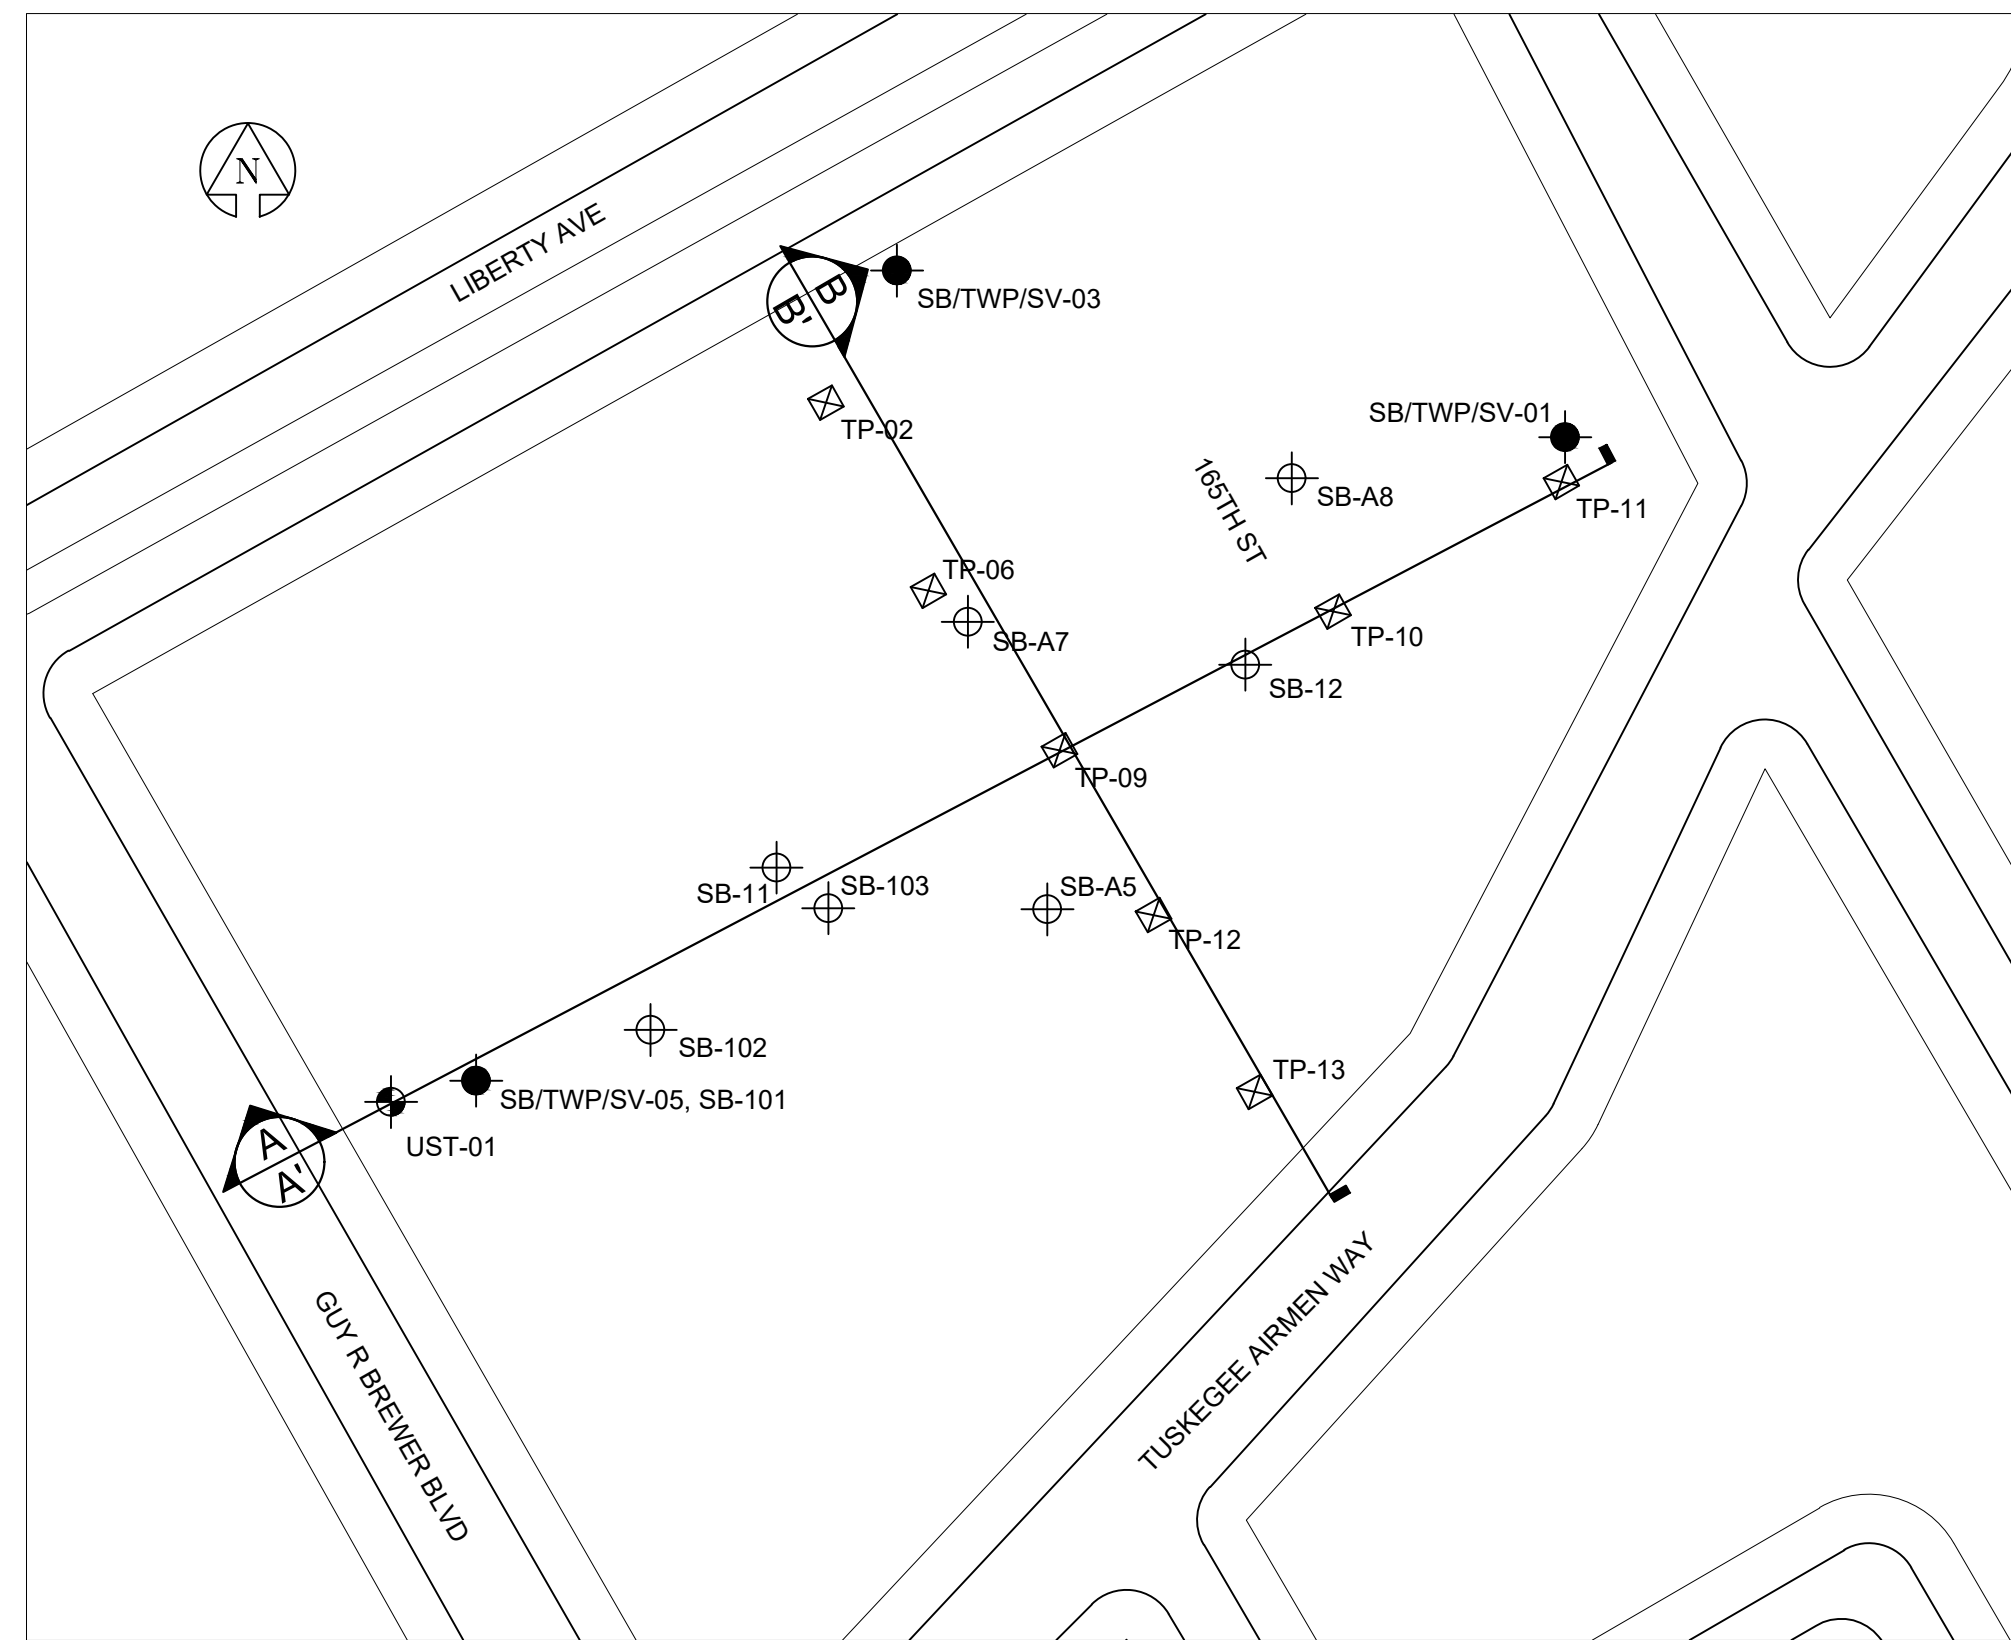 N
LIBERTY AVE
B
B'
SB/TWP/SV-03
TP-02
SB/TWP/SV-01
165TH ST
SB-A8
TP-11
TP-06
SB-A7
TP-10
SB-12
TP-09
SB-11
SB-103
SB-A5
TP-12
SB-102
TP-13
SB/TWP/SV-05, SB-101
UST-01
A
A'
GUY R BREWER BLVD
TUSKEGEE AIRMEN WAY